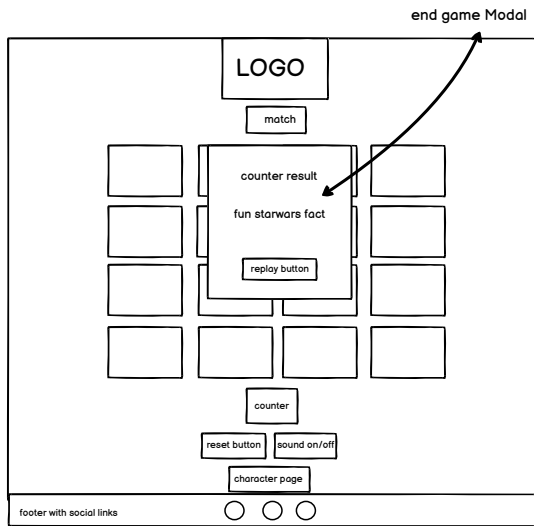 end game Modal
LOGO
match
counter result
fun starwars fact
replay button
counter
reset button
sound on/off
character page
footer with social links